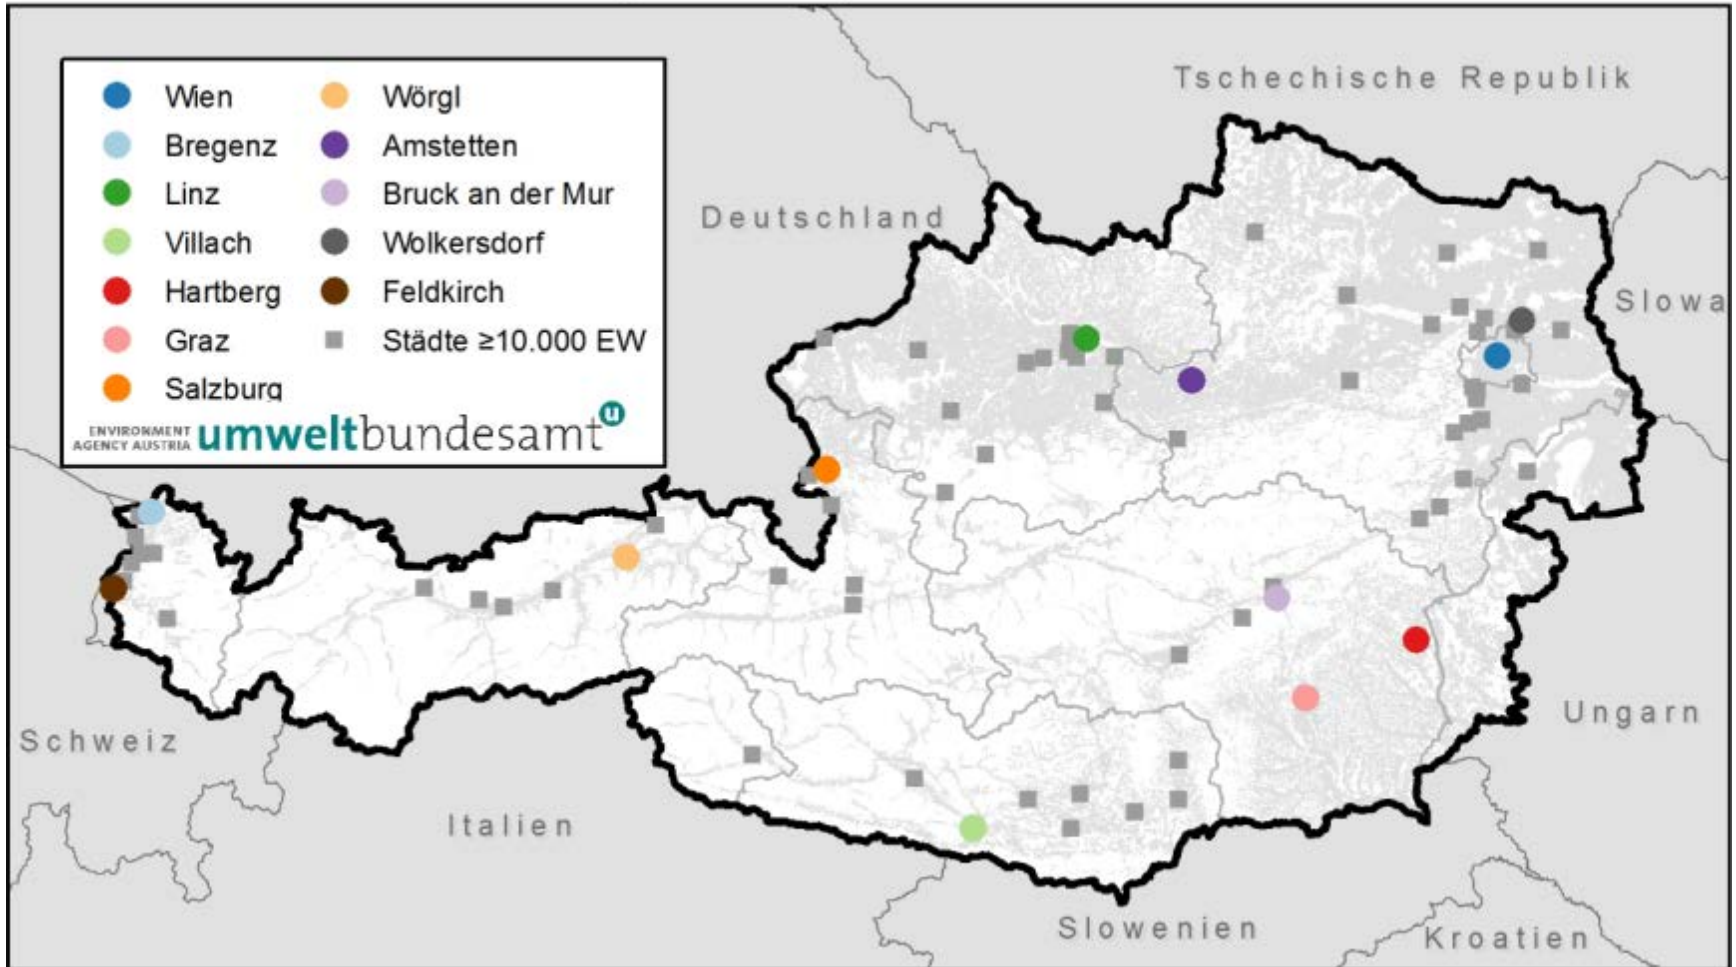 Wien
Bregenz
Linz
Villach
Hartberg
Graz
Salzburg
Wörgl
Amstetten
Bruck an der Mur
Wolkersdorf
Feldkirch
Städte ≥10.000 EW
ENVIRONMENT
AGENCY AUSTRIA
umweltbundesamt u
Tschechische Republik
Deutschland
Slowa
Ungarn
Schweiz
Italien
Slowenien
Kroatien